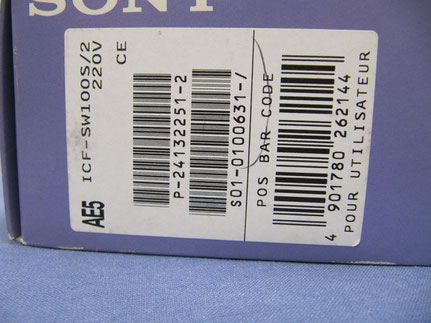 SONY
AE5 ICF-SW100S/2
220V
CE
P-24132251-2
S01-0100631-/
POS BAR CODE
4 901780 262144
POUR UTILISATEUR